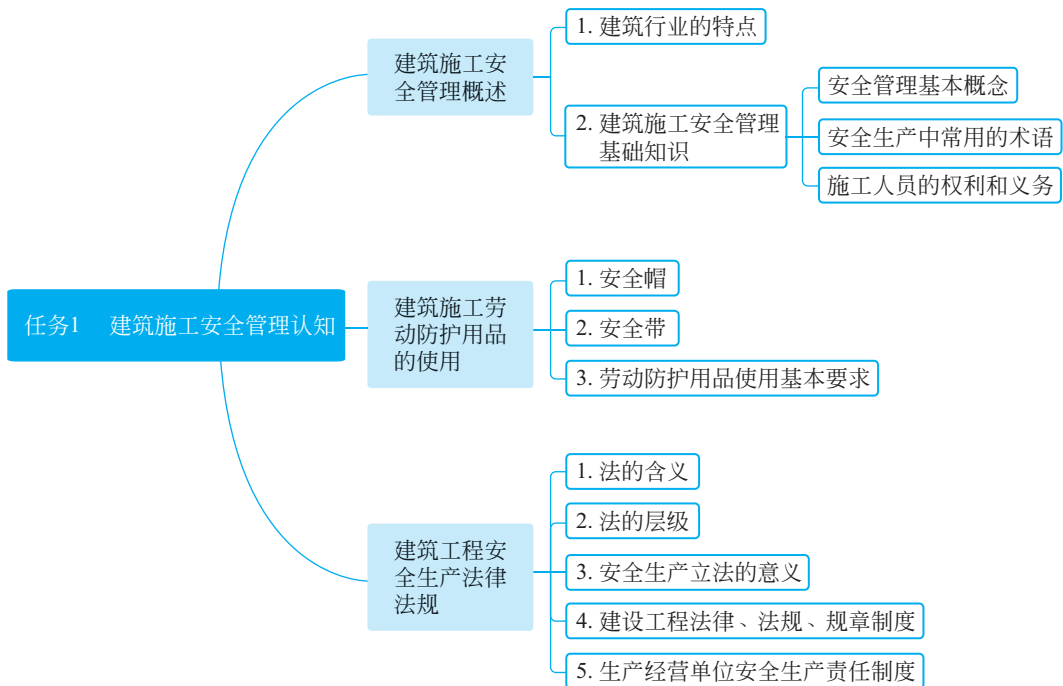 任务1 建筑施工安全管理认知
建筑施工安
全管理概述
1. 建筑行业的特点
2. 建筑施工安全管理
基础知识
安全管理基本概念
安全生产中常用的术语
施工人员的权利和义务
建筑施工劳
动防护用品
的使用
1. 安全帽
2. 安全带
3. 劳动防护用品使用基本要求
建筑工程安
全生产法律
法规
1. 法的含义
2. 法的层级
3. 安全生产立法的意义
4. 建设工程法律、法规、规章制度
5. 生产经营单位安全生产责任制度